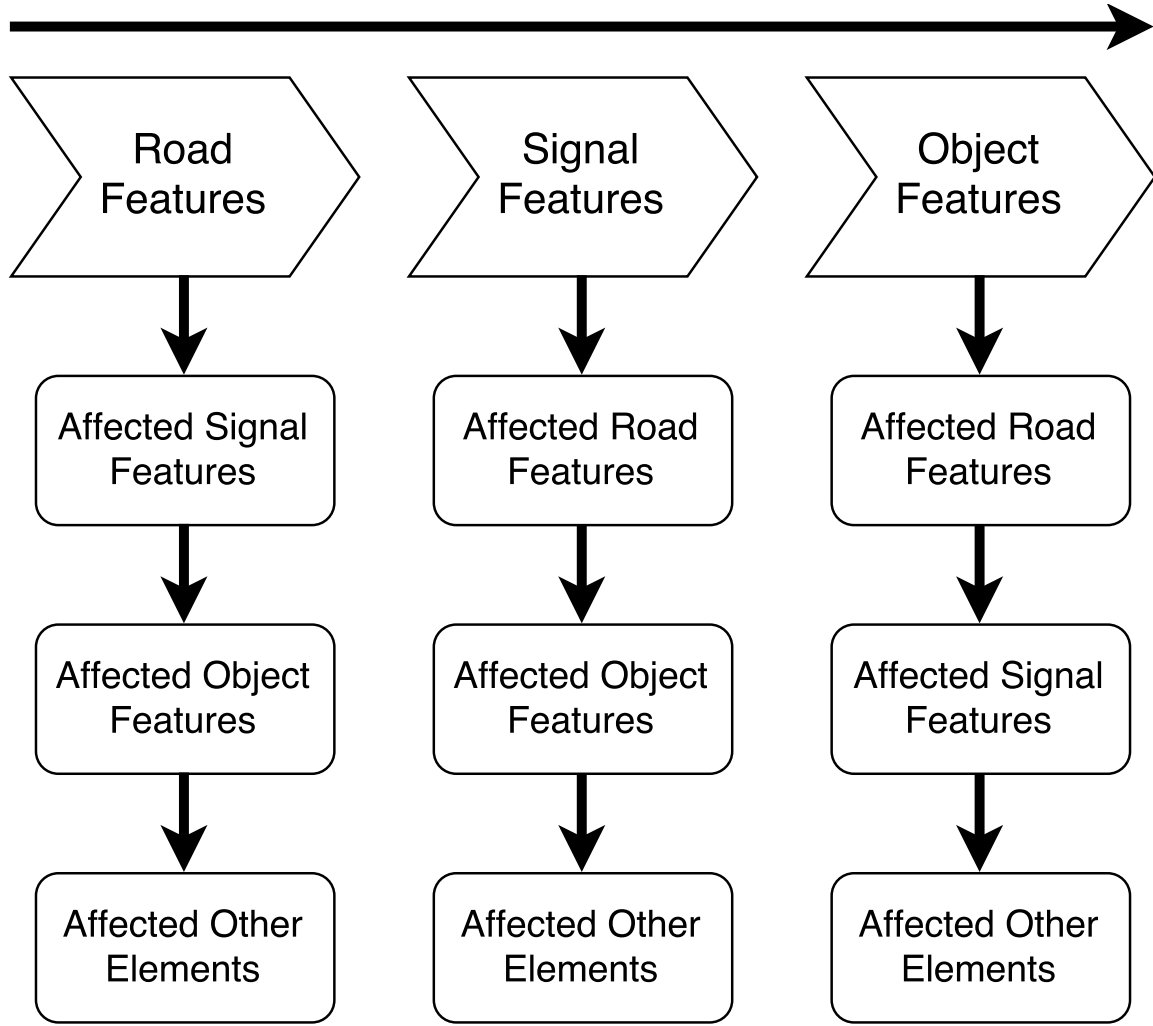 Road
Features
Signal
Features
Object
Features
Affected Signal
Features
Affected Road
Features
Affected Road
Features
Affected Object
Features
Affected Object
Features
Affected Signal
Features
Affected Other
Elements
Affected Other
Elements
Affected Other
Elements